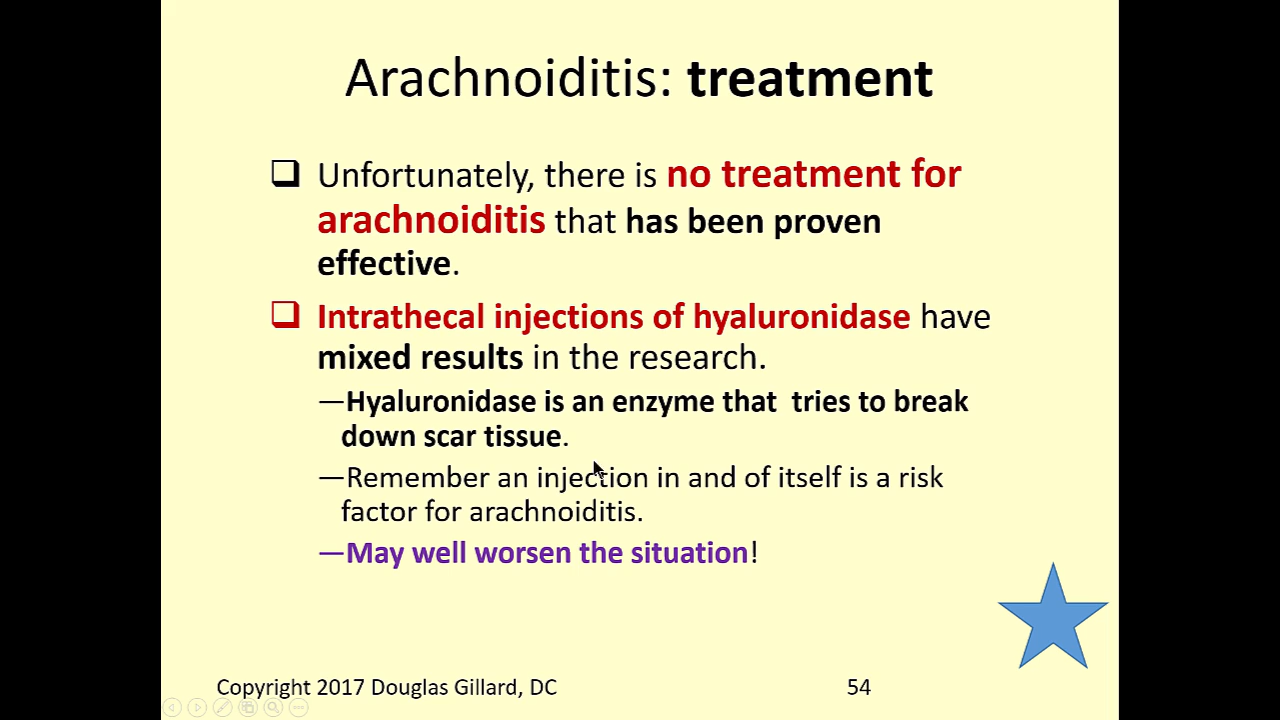 Arachnoiditis: treatment
Unfortunately, there is no treatment for
arachnoiditis that has been proven
effective.
Intrathecal injections of hyaluronidase have
mixed results in the research.
—Hyaluronidase is an enzyme that  tries to break
down scar tissue.
—Remember an injection in and of itself is a risk
factor for arachnoiditis.
—May well worsen the situation!
Copyright 2017 Douglas Gillard, DC
54